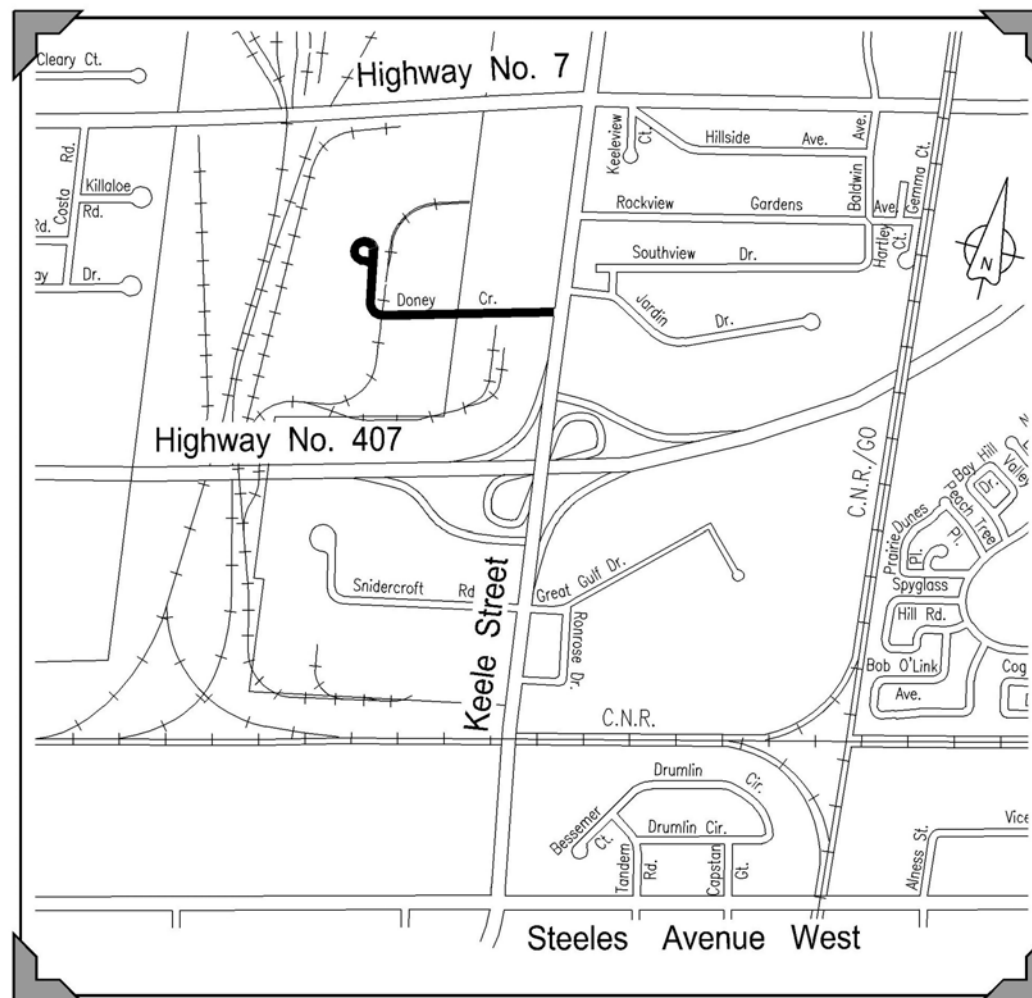 Cleary Ct.
Highway No. 7
Costa Rd.
Killaloe
Rd.
Rd.
ay Dr.
Keeleview Ct.
Hillside Ave.
Baldwin Ave.
Ave.
Gemma Ct.
Hartley Ct.
Rockview Gardens
Southview Dr.
Jardin Dr.
N
Doney Cr.
Highway No. 407
C.N.R./GO
Bay Hill
Dr.
Valley
Peach Tree
Pl.
Prairie Dunes
Pl.
Spyglass
Hill Rd.
Bob O'Link
Ave.
Cog
Snidercroft Rd
Great Gulf Dr.
Ronrose Dr.
Keele Street
C.N.R.
Drumlin Cir.
Bessemer Ct.
Drumlin Cir.
Tandem Rd.
Capstan Gt.
Alness St.
Vice
Steeles Avenue West